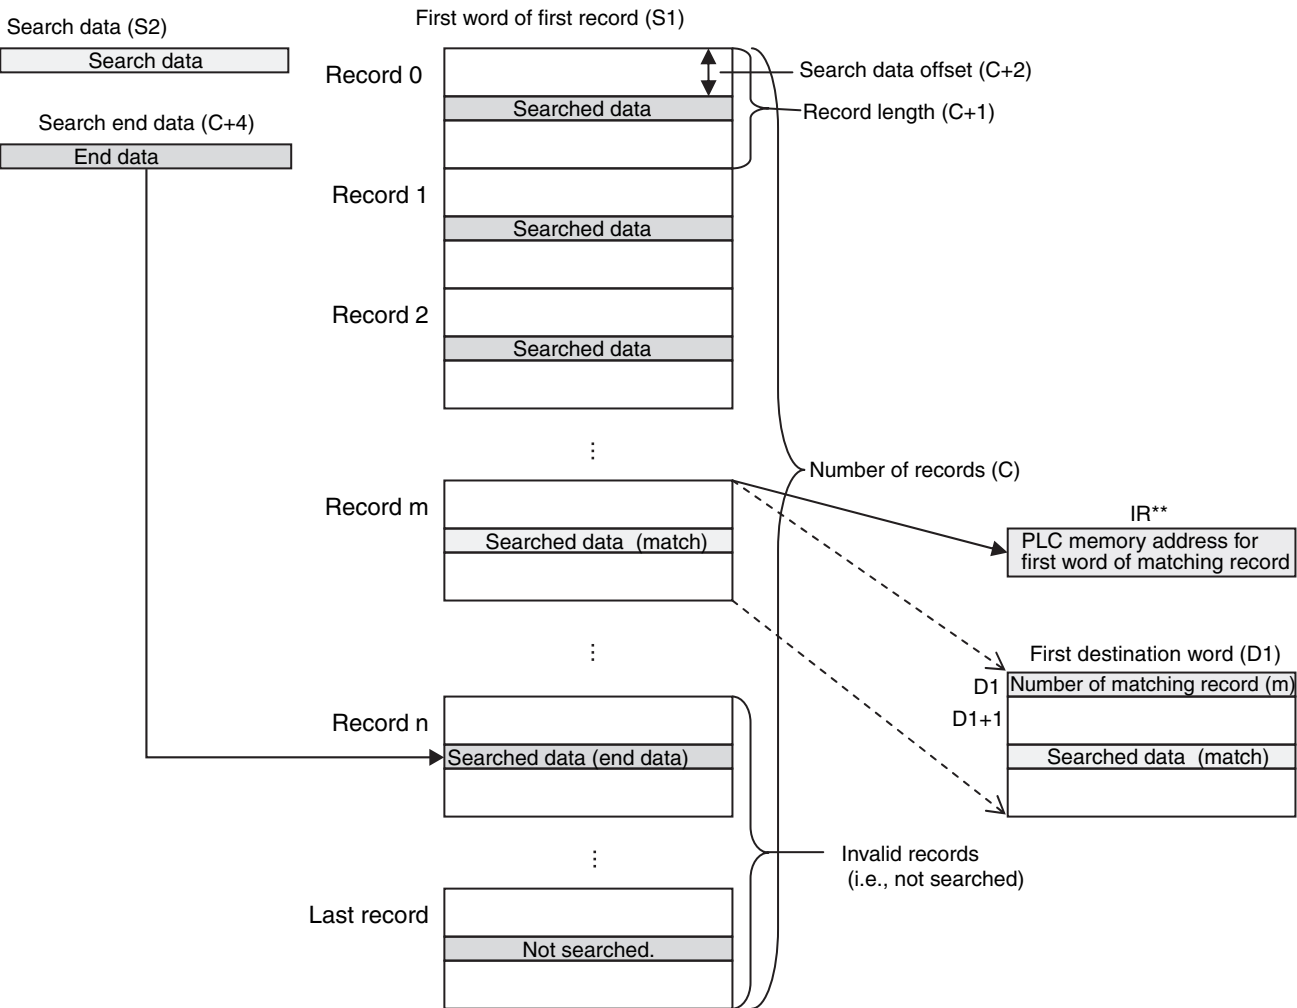 First word of first record (S1)
Search data (S2)
Search data
Record 0
Search data offset (C+2)
Searched data
Record length (C+1)
Search end data (C+4)
End data
Record 1
Searched data
Record 2
Searched data
⋮
Number of records (C)
Record m
Searched data (match)
IR**
PLC memory address for
first word of matching record
⋮
First destination word (D1)
D1
Number of matching record (m)
D1+1
Searched data (match)
Record n
Searched data (end data)
⋮
Invalid records
(i.e., not searched)
Last record
Not searched.